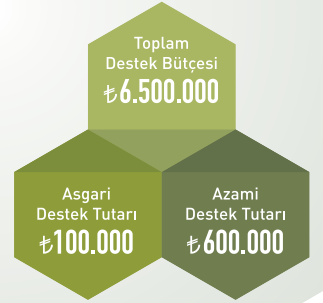 Toplam
Destek Bütçesi
₺6.500.000
Asgari
Destek Tutarı
₺100.000
Azami
Destek Tutarı
₺600.000